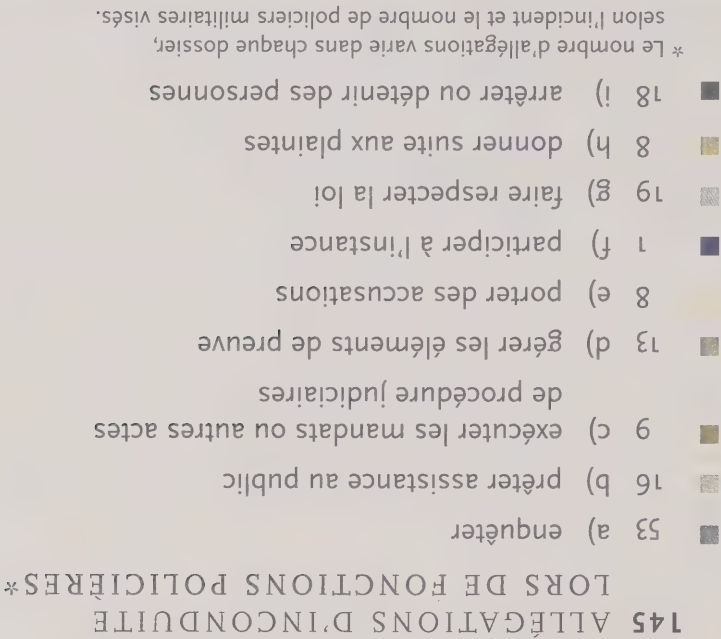 145 ALLÉGATIONS D'INCONDUITE
LORS DE FONCTIONS POLICIÈRES*
53 a) enquêter
16 b) prêter assistance au public
9 c) exécuter les mandats ou autres actes
de procédure judiciaires
13 d) gérer les éléments de preuve
8 e) porter des accusations
1 f) participer à l'instance
19 g) faire respecter la loi
8 h) donner suite aux plaintes
18 i) arrêter ou détenir des personnes
* Le nombre d'allégations varie dans chaque dossier,
selon l'incident et le nombre de policiers militaires visés.